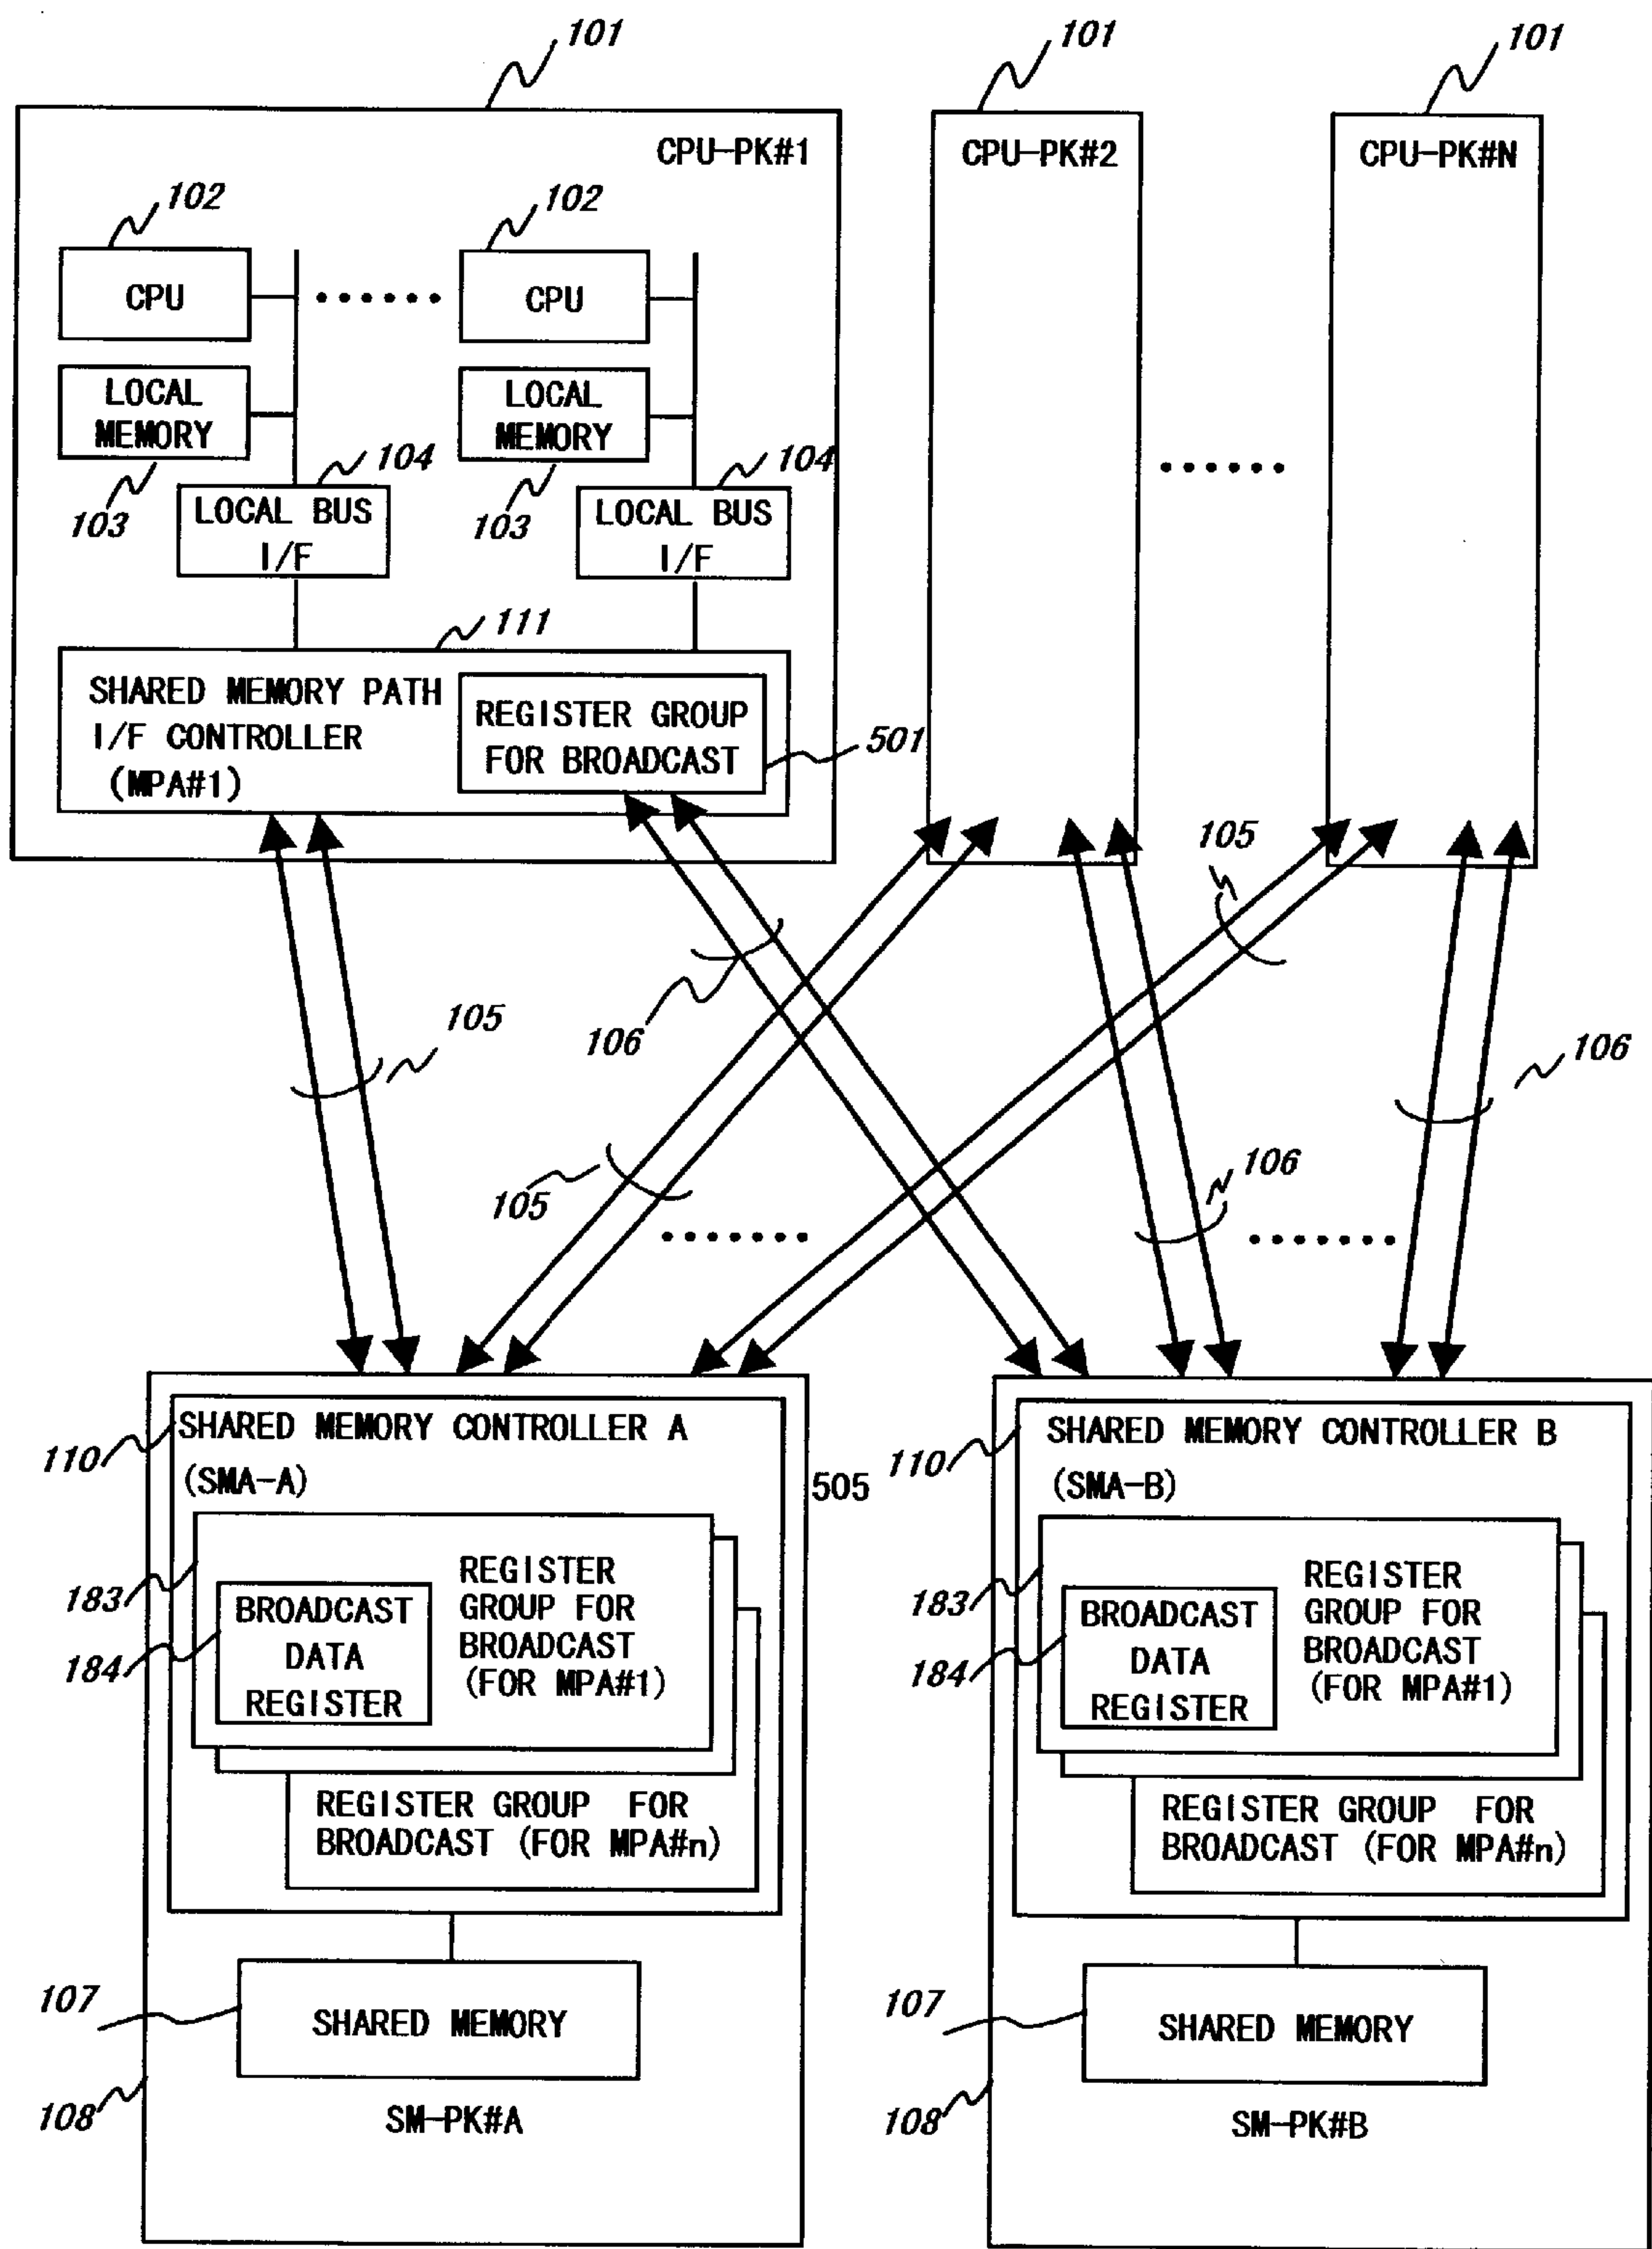 101
101
101
CPU-PK#1
CPU-PK#2
CPU-PK#N
102
102
CPU
CPU
LOCAL
MEMORY
LOCAL
MEMORY
104
104
103
103
LOCAL BUS
I/F
LOCAL BUS
I/F
111
SHARED MEMORY PATH
I/F CONTROLLER
(MPA#1)
REGISTER GROUP
FOR BROADCAST
501
105
106
105
106
105
106
SHARED MEMORY CONTROLLER A
(SMA-A)
110
505
SHARED MEMORY CONTROLLER B
(SMA-B)
110
183
184
BROADCAST
DATA
REGISTER
REGISTER
GROUP FOR
BROADCAST
(FOR MPA#1)
REGISTER GROUP FOR
BROADCAST (FOR MPA#n)
183
184
BROADCAST
DATA
REGISTER
REGISTER
GROUP FOR
BROADCAST
(FOR MPA#1)
REGISTER GROUP FOR
BROADCAST (FOR MPA#n)
107
SHARED MEMORY
107
SHARED MEMORY
108
SM-PK#A
108
SM-PK#B